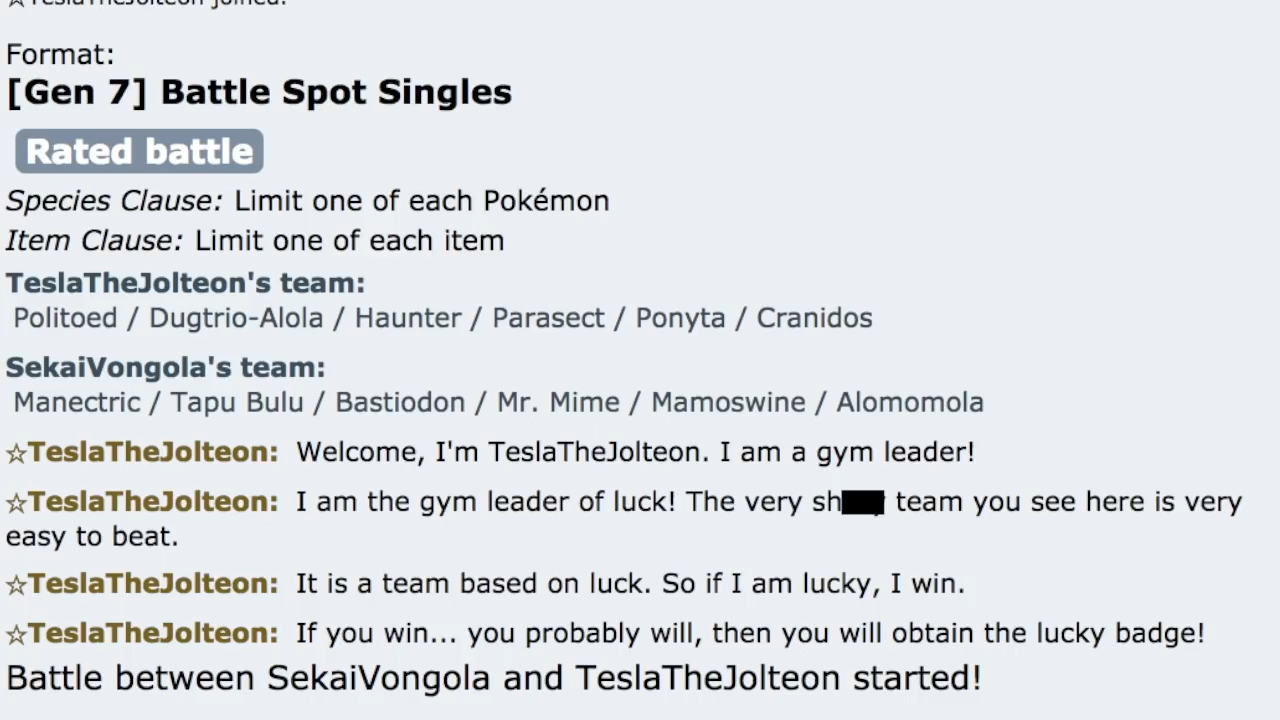 ☆TeslaTheJolteon joined.
Format:
[Gen 7] Battle Spot Singles
Rated battle
Species Clause: Limit one of each Pokémon
Item Clause: Limit one of each item
TeslaTheJolteon's team:
Politoed / Dugtrio-Alola / Haunter / Parasect / Ponyta / Cranidos
SekaiVongola's team:
Manectric / Tapu Bulu / Bastiodon / Mr. Mime / Mamoswine / Alomomola
☆TeslaTheJolteon: Welcome, I'm TeslaTheJolteon. I am a gym leader!
☆TeslaTheJolteon: I am the gym leader of luck! The very sh team you see here is very
easy to beat.
☆TeslaTheJolteon: It is a team based on luck. So if I am lucky, I win.
☆TeslaTheJolteon: If you win... you probably will, then you will obtain the lucky badge!
Battle between SekaiVongola and TeslaTheJolteon started!